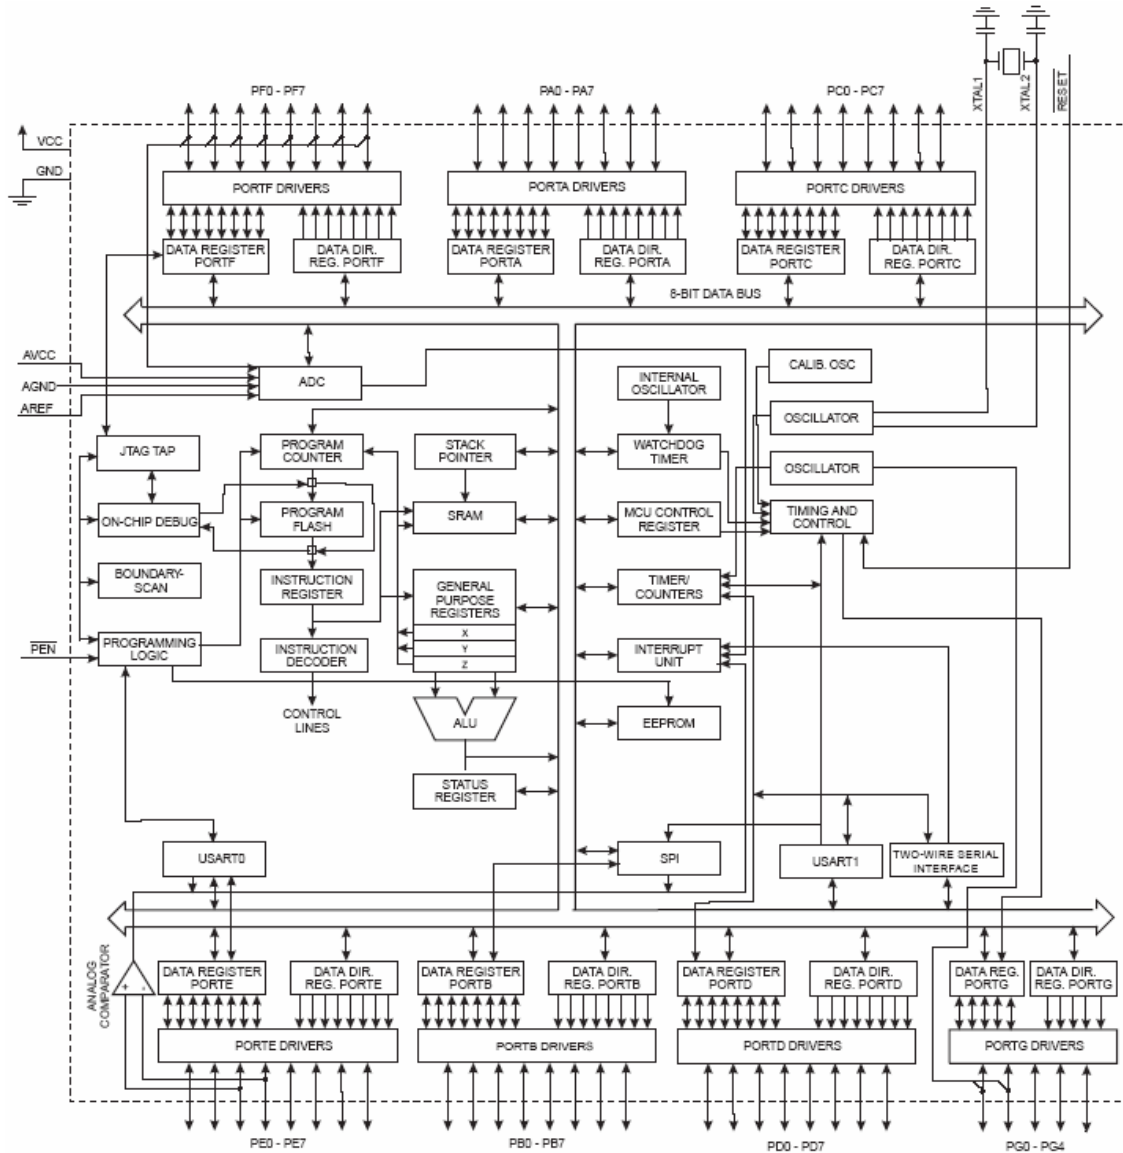 XTAL1
XTAL2
RESET
PF0 - PF7
PA0 - PA7
PC0 - PC7
VCC
GND
PORTF DRIVERS
PORTA DRIVERS
PORTC DRIVERS
DATA REGISTER
PORTF
DATA DIR.
REG. PORTF
DATA REGISTER
PORTA
DATA DIR.
REG. PORTA
DATA REGISTER
PORTC
DATA DIR.
REG. PORTC
8-BIT DATA BUS
AVCC
AGND
AREF
ADC
INTERNAL
OSCILLATOR
CALIB. OSC
OSCILLATOR
JTAG TAP
PROGRAM
COUNTER
STACK
POINTER
WATCHDOG
TIMER
OSCILLATOR
ON-CHIP DEBUG
PROGRAM
FLASH
SRAM
MCU CONTROL
REGISTER
TIMING AND
CONTROL
BOUNDARY-
SCAN
INSTRUCTION
REGISTER
GENERAL
PURPOSE
REGISTERS
X
Y
Z
TIMER/
COUNTERS
PEN
PROGRAMMING
LOGIC
INSTRUCTION
DECODER
INTERRUPT
UNIT
CONTROL
LINES
ALU
EEPROM
STATUS
REGISTER
USART0
SPI
USART1
TWO-WIRE SERIAL
INTERFACE
ANALOG
COMPARATOR
+ -
DATA REGISTER
PORTE
DATA DIR.
REG. PORTE
DATA REGISTER
PORTB
DATA DIR.
REG. PORTB
DATA REGISTER
PORTD
DATA DIR.
REG. PORTD
DATA REG.
PORTG
DATA DIR.
REG. PORTG
PORTE DRIVERS
PORTB DRIVERS
PORTD DRIVERS
PORTG DRIVERS
PE0 - PE7
PB0 - PB7
PD0 - PD7
PG0 - PG4